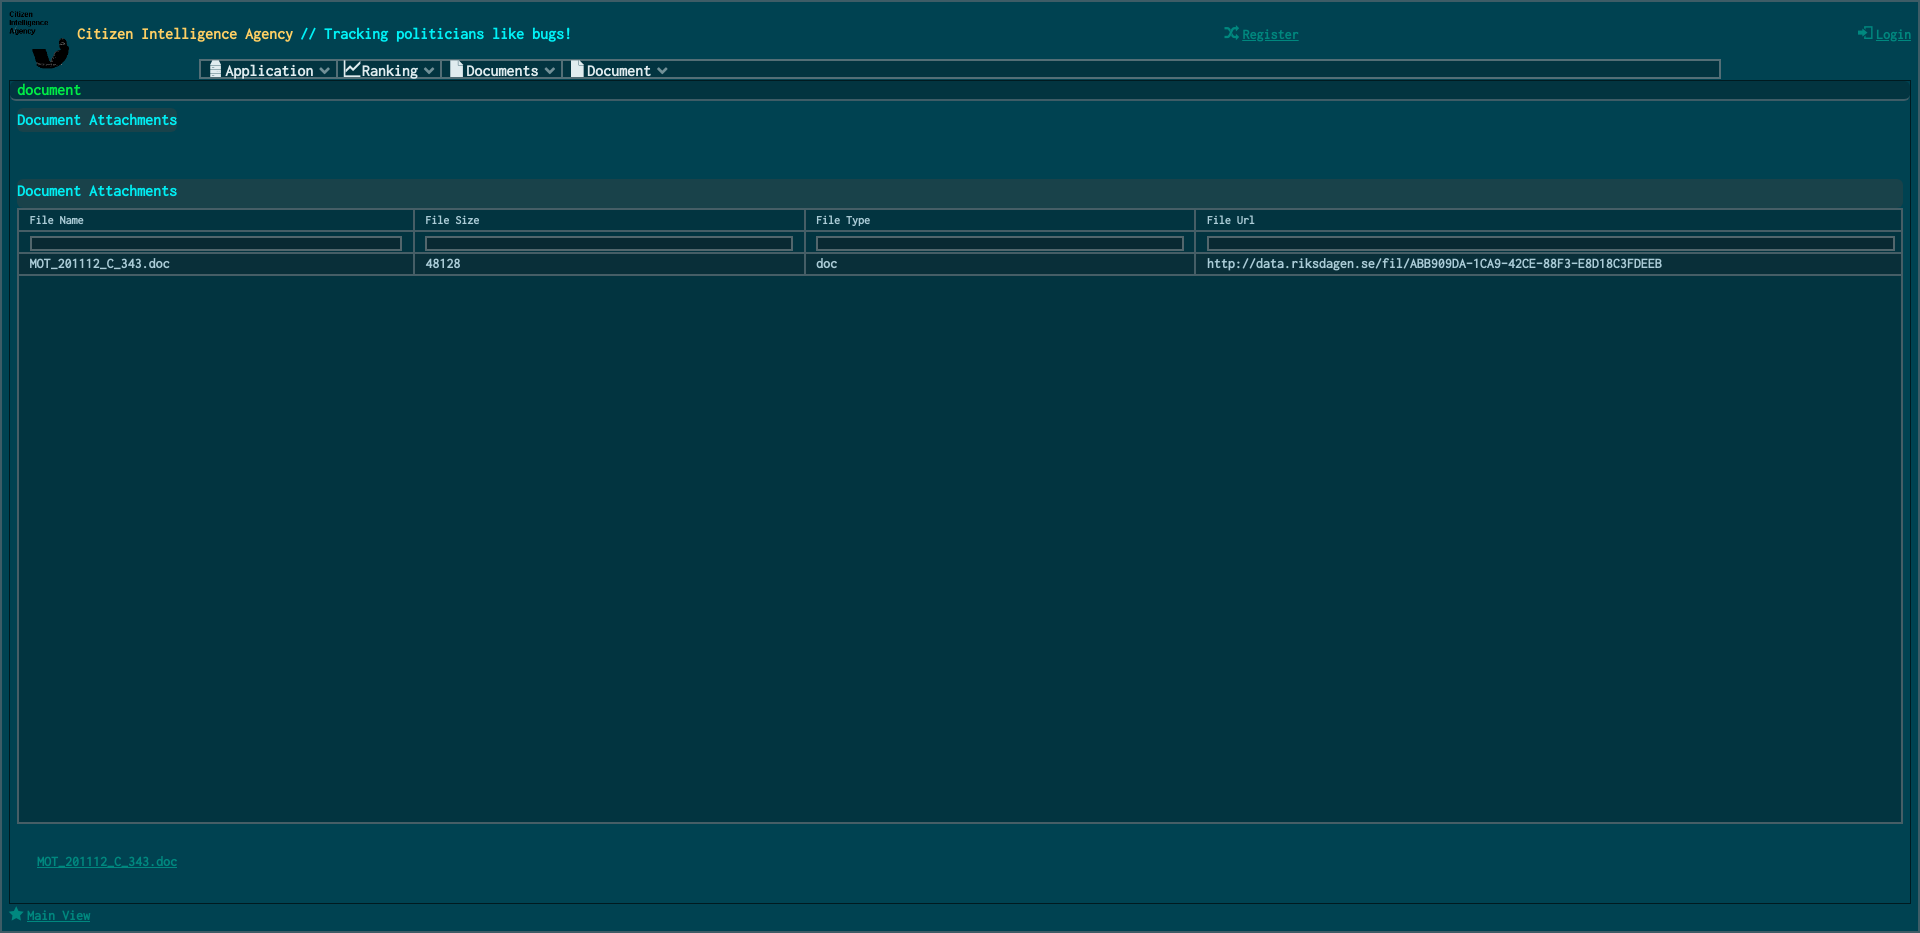 Citizen
Intelligence
Agency
Citizen Intelligence Agency // Tracking politicians like bugs!
Register
Login
Application
Ranking
Documents
Document
document
Document Attachments
Document Attachments
File Name
File Size
File Type
File Url
MOT_201112_C_343.doc
48128
doc
http://data.riksdagen.se/fil/ABB909DA-1CA9-42CE-88F3-E8D18C3FDEEB
MOT_201112_C_343.doc
Main View